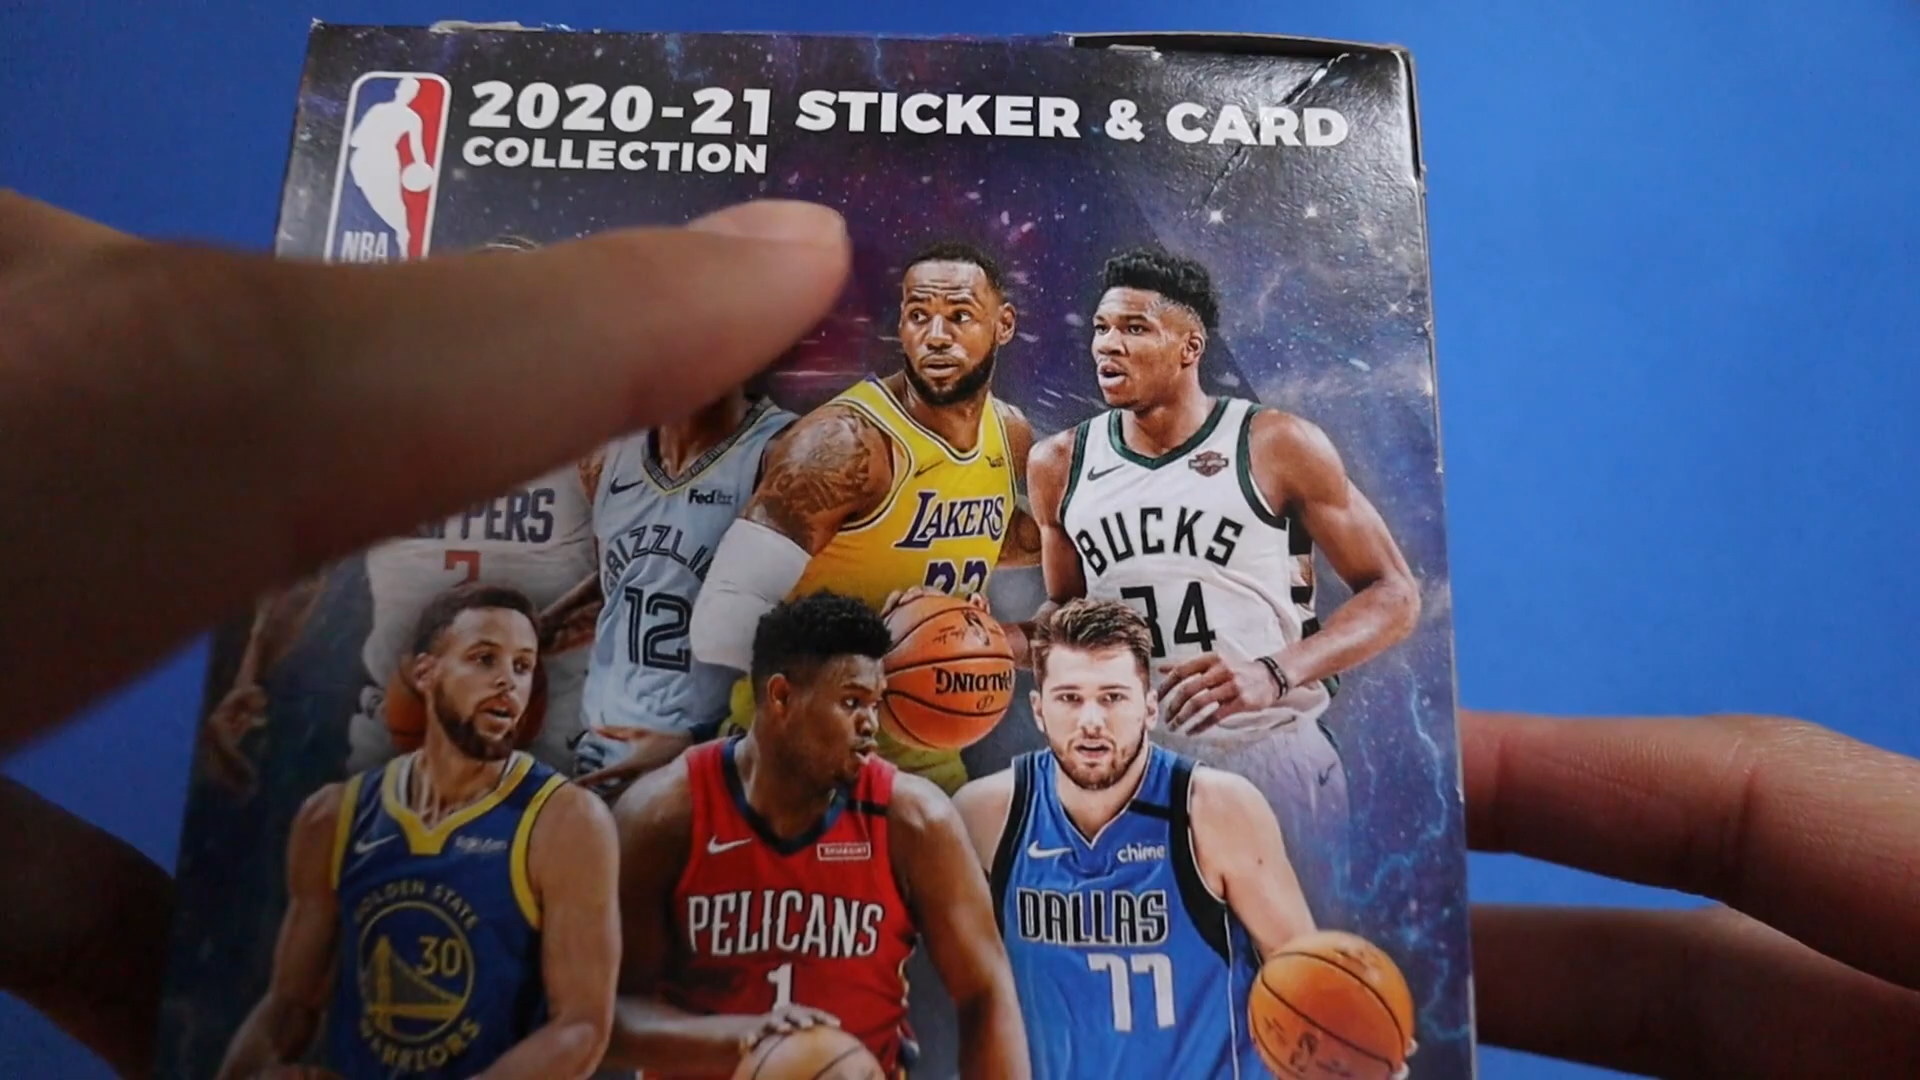 2020-21 STICKER & CARD
COLLECTION
NBA
FedEx
LAKERS
BUCKS
34
12
chime
GOLDEN STATE
30
WARRIORS
PELICANS
1
DALLAS
77